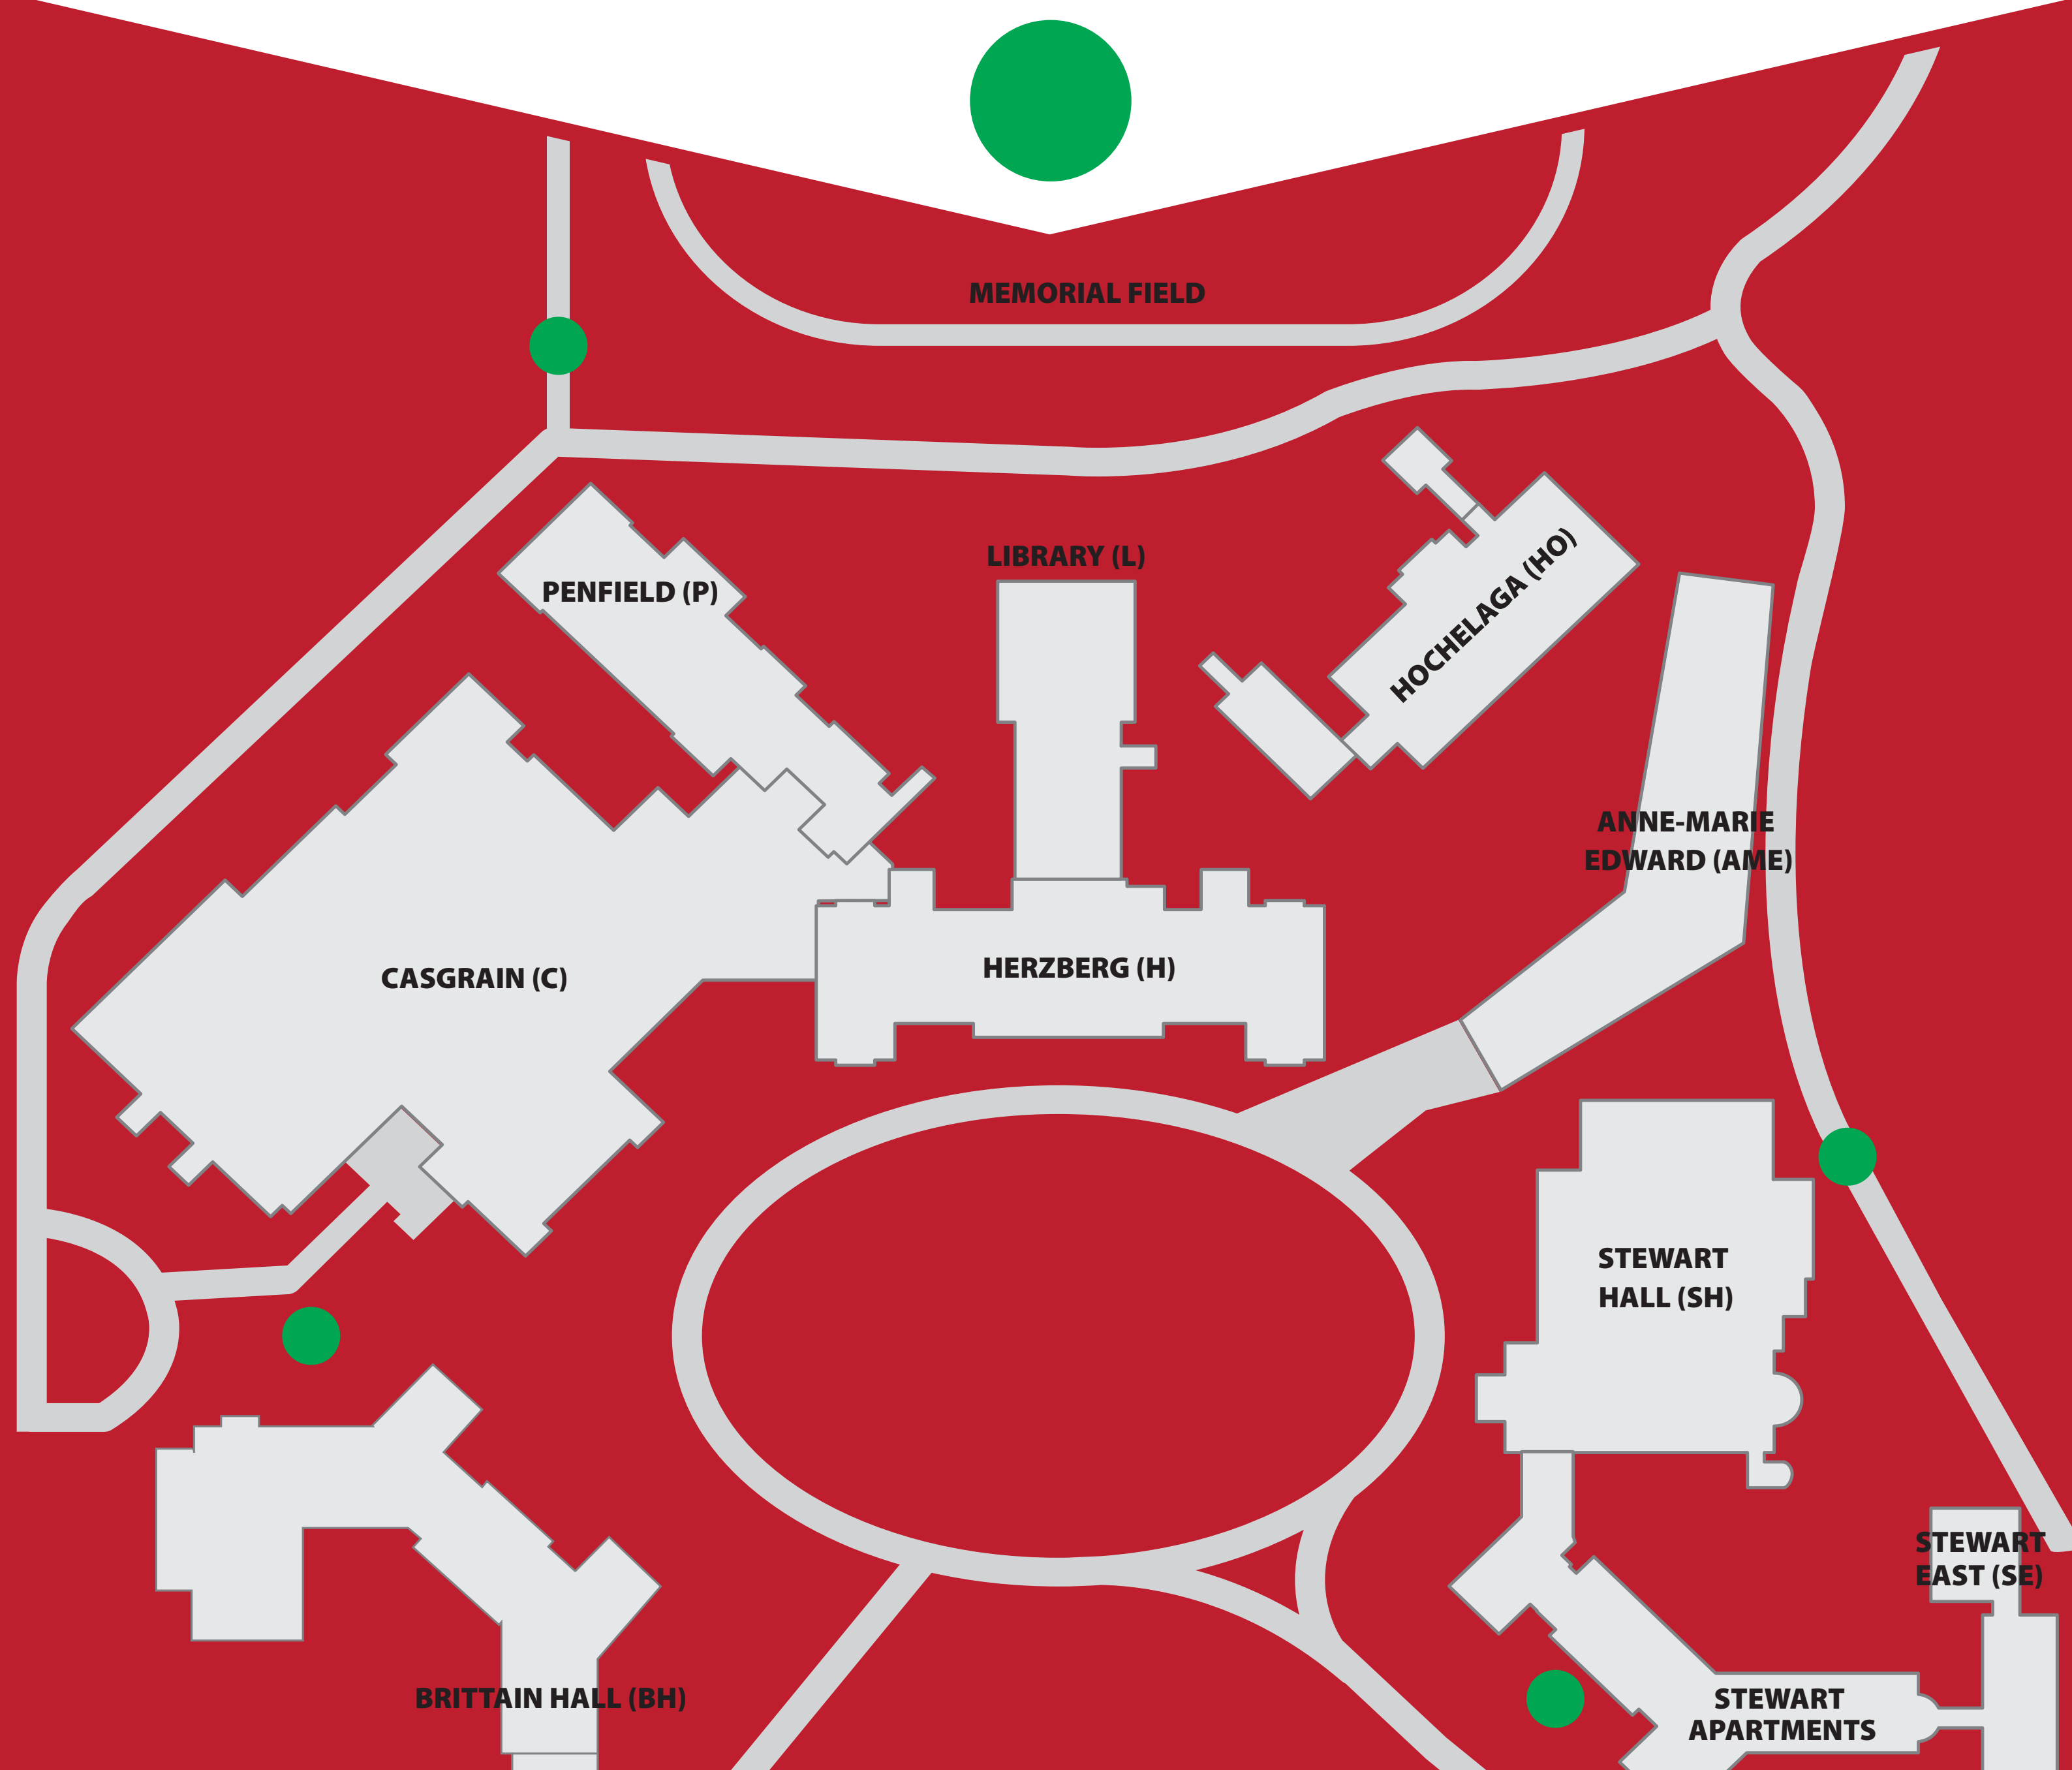 MEMORIAL FIELD
LIBRARY (L)
PENFIELD (P)
HOCHELAGA (HO)
ANNE-MARIE
EDWARD (AME)
HERZBERG (H)
CASGRAIN (C)
STEWART
HALL (SH)
STEWART
EAST (SE)
BRITTAIN HALL (BH)
STEWART
APARTMENTS